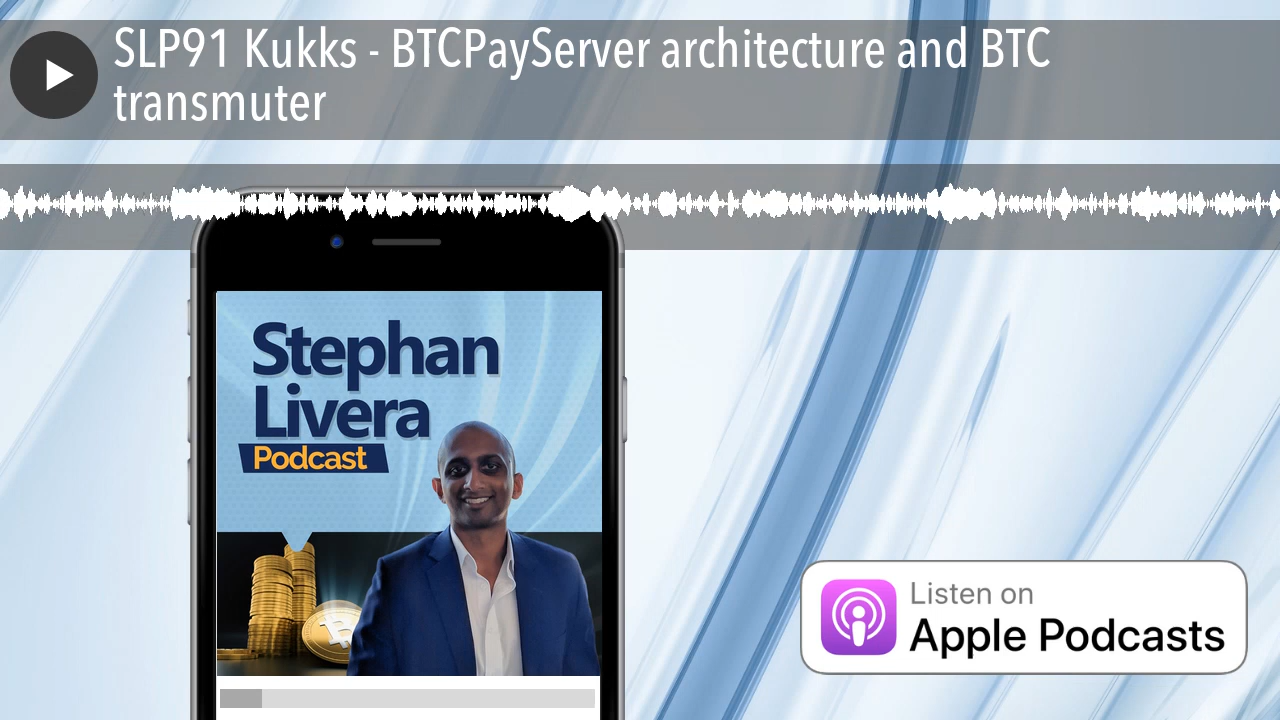 SLP91 Kukks - BTCPayServer architecture and BTC
transmuter
Stephan
Livera
Podcast
Listen on
Apple Podcasts